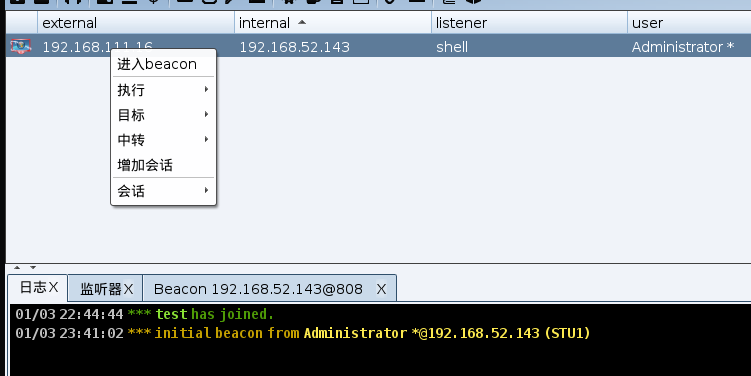 external internal listener user
192.168.111.16 192.168.52.143 shell Administrator *
进入beacon
执行
目标
中转
增加会话
会话
日志X 监听器X Beacon 192.168.52.143@808 X
01/03 22:44:44 *** test has joined.
01/03 23:41:02 *** initial beacon from Administrator *@192.168.52.143 (STU1)